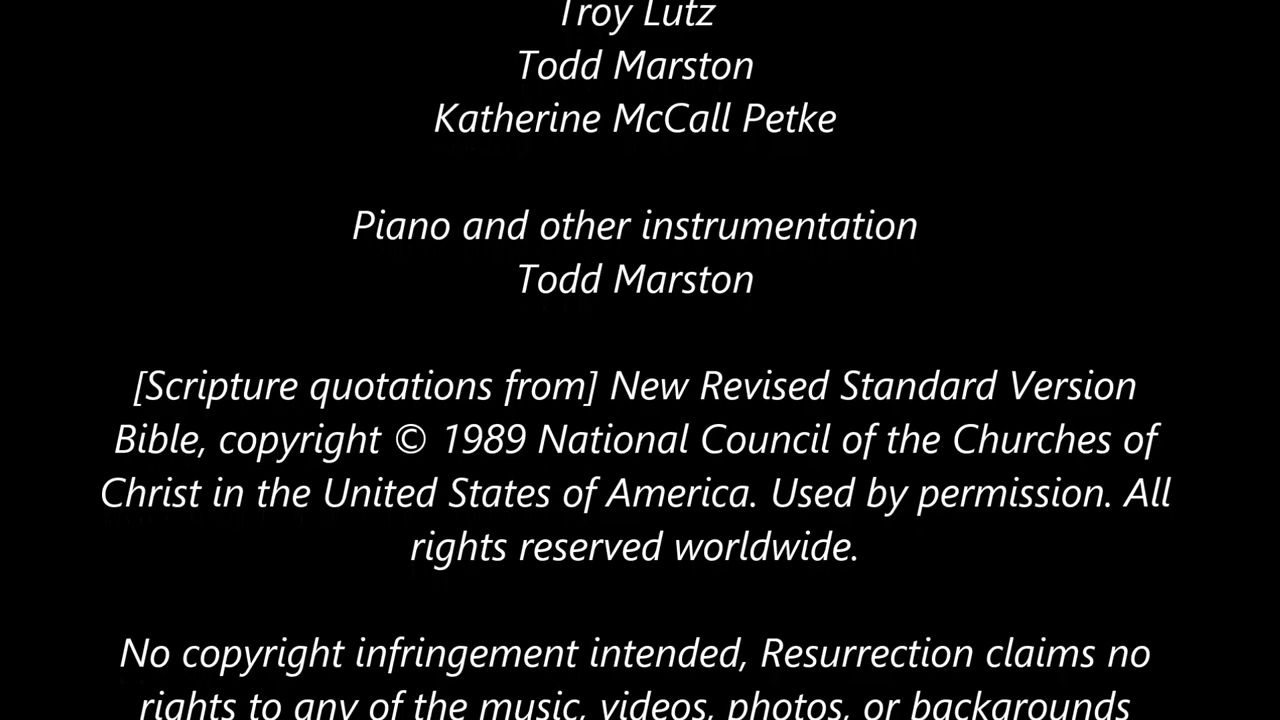 Troy Lutz
Todd Marston
Katherine McCall Petke
Piano and other instrumentation
Todd Marston
[Scripture quotations from] New Revised Standard Version
Bible, copyright © 1989 National Council of the Churches of
Christ in the United States of America. Used by permission. All
rights reserved worldwide.
No copyright infringement intended, Resurrection claims no
rights to any of the music, videos, photos, or backgrounds